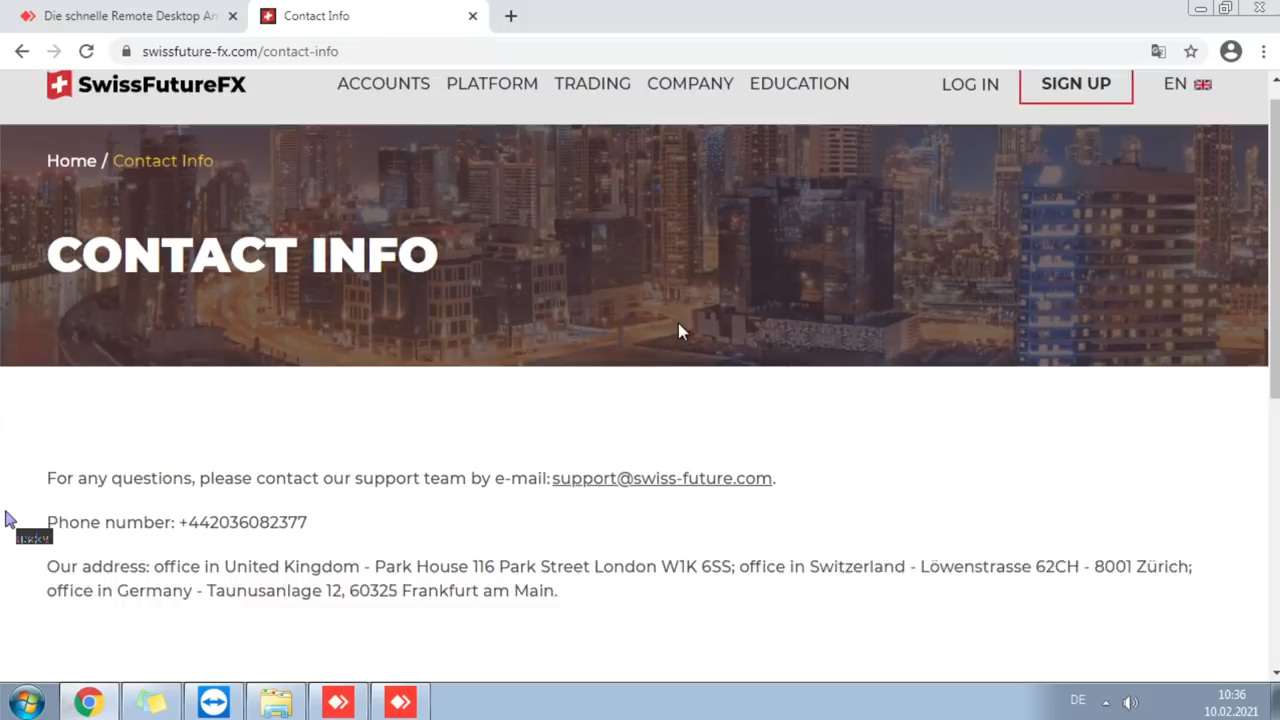 Die schnelle Remote Desktop An
Contact Info
swissfuture-fx.com/contact-info
SwissFutureFX
ACCOUNTS PLATFORM TRADING COMPANY EDUCATION LOG IN SIGN UP EN
Home / Contact Info
CONTACT INFO
For any questions, please contact our support team by e-mail: support@swiss-future.com.
Phone number: +442036082377
Our address: office in United Kingdom - Park House 116 Park Street London W1K 6SS; office in Switzerland - Löwenstrasse 62CH - 8001 Zürich;
office in Germany - Taunusanlage 12, 60325 Frankfurt am Main.
DE
10:36
10.02.2021